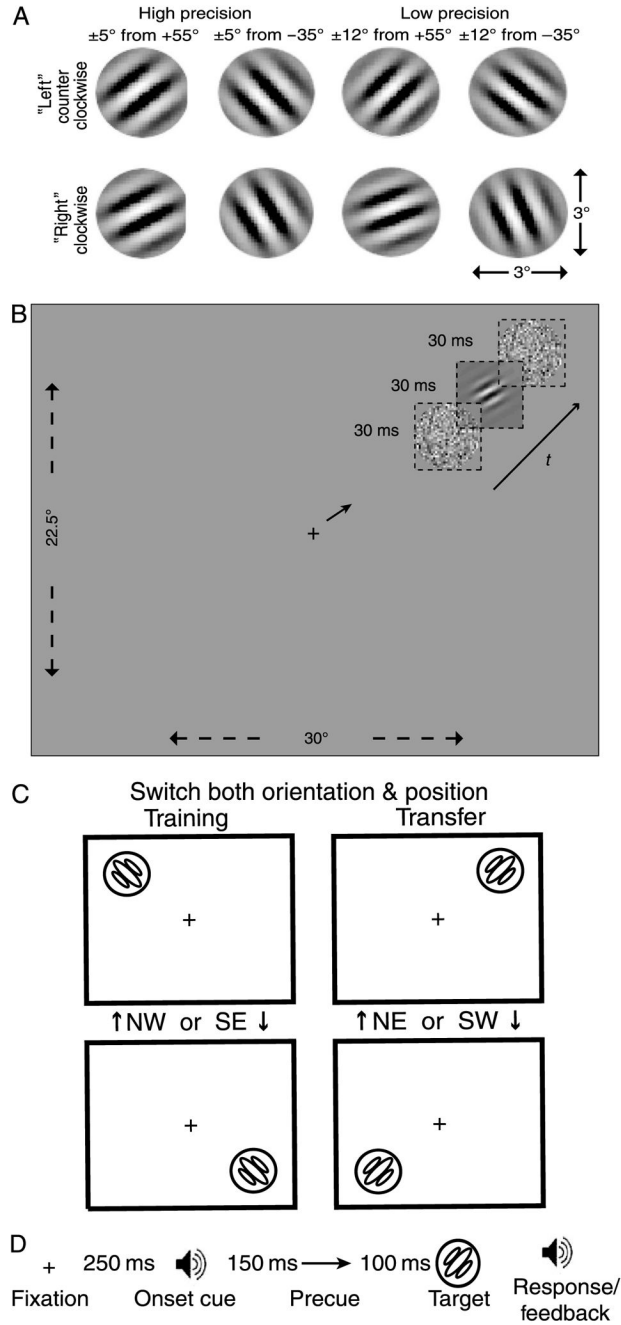 A
High precision Low precision
±5° from +55° ±5° from −35° ±12° from +55° ±12° from −35°
"Left"
counter
clockwise
"Right"
clockwise
3°
3°
B
30 ms
30 ms
30 ms
t
+
22.5°
30°
C
Switch both orientation & position
Training Transfer
+ +
↑NW or SE ↓ ↑NE or SW ↓
+ +
D
+ 250 ms 150 ms 100 ms
Fixation Onset cue Precue Target Response/
feedback